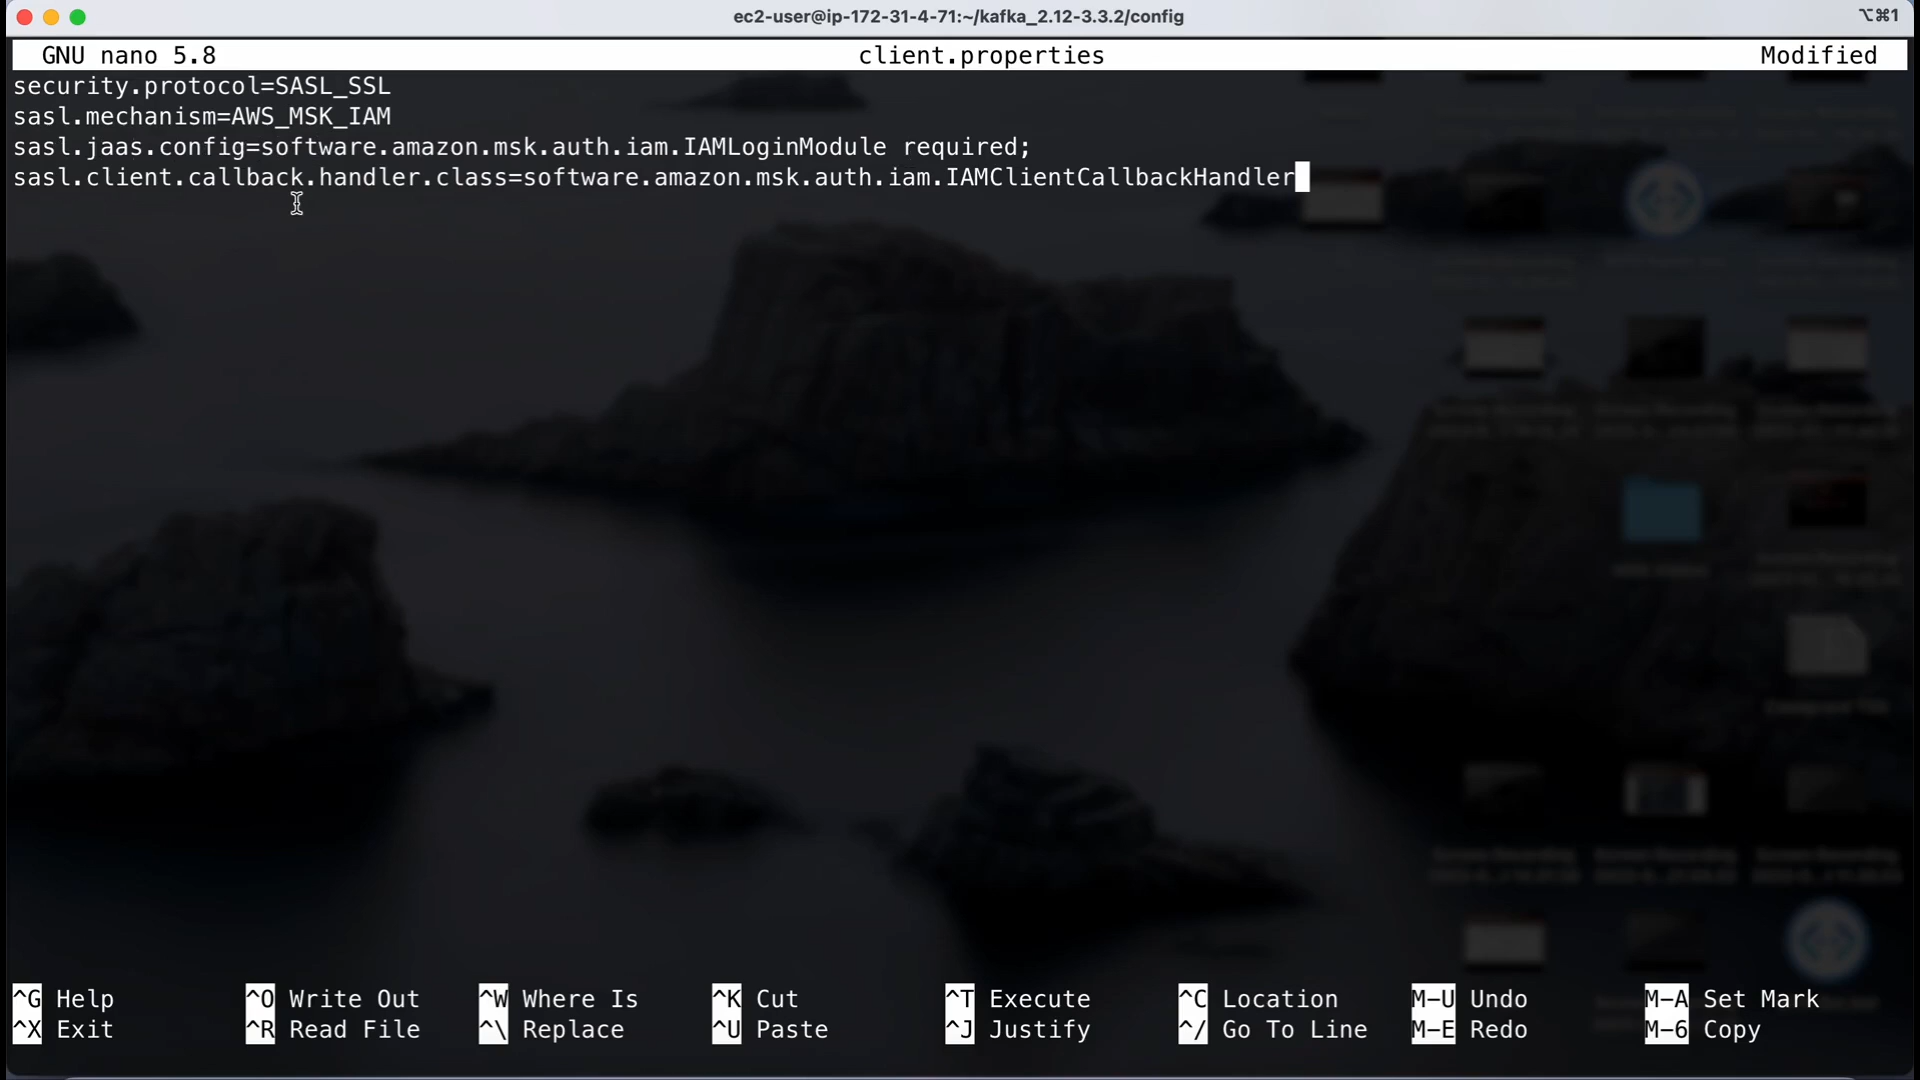 ec2-user@ip-172-31-4-71:~/kafka_2.12-3.3.2/config
⌥⌘1
GNU nano 5.8 client.properties Modified
security.protocol=SASL_SSL
sasl.mechanism=AWS_MSK_IAM
sasl.jaas.config=software.amazon.msk.auth.iam.IAMLoginModule required;
sasl.client.callback.handler.class=software.amazon.msk.auth.iam.IAMClientCallbackHandler
^G Help ^O Write Out ^W Where Is ^K Cut ^T Execute ^C Location M-U Undo M-A Set Mark
^X Exit ^R Read File ^\ Replace ^U Paste ^J Justify ^/ Go To Line M-E Redo M-6 Copy